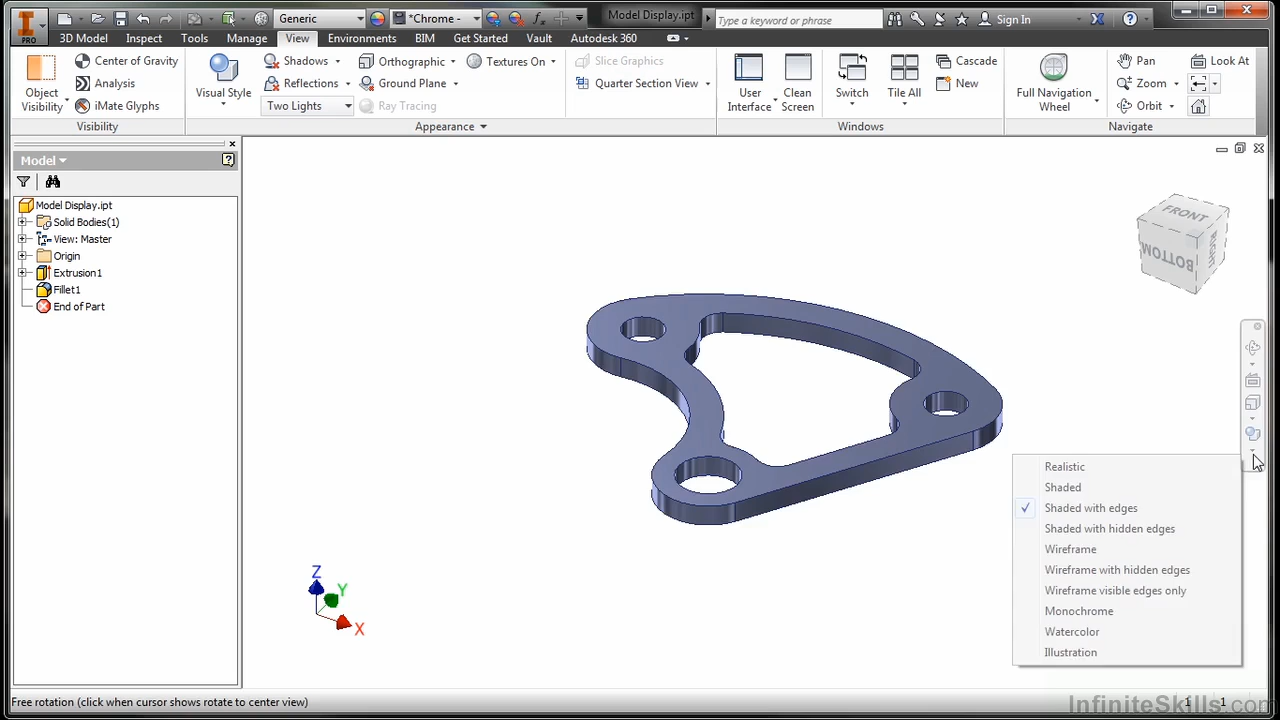 PRO
Generic
*Chrome -
Model Display.ipt
Type a keyword or phrase
Sign In
3D Model Inspect Tools Manage View Environments BIM Get Started Vault Autodesk 360
Object
Visibility
Center of Gravity
Analysis
iMate Glyphs
Visibility
Visual Style
Shadows
Reflections
Two Lights
Orthographic
Ground Plane
Ray Tracing
Textures On
Appearance
Slice Graphics
Quarter Section View
User
Interface
Clean
Screen
Switch
Tile All
Cascade
New
Windows
Full Navigation
Wheel
Pan
Zoom
Orbit
Look At
Navigate
Model
Model Display.ipt
Solid Bodies(1)
View: Master
Origin
Extrusion1
Fillet1
End of Part
FRONT
BOTTOM
Z
Y
X
Realistic
Shaded
Shaded with edges
Shaded with hidden edges
Wireframe
Wireframe with hidden edges
Wireframe visible edges only
Monochrome
Watercolor
Illustration
Free rotation (click when cursor shows rotate to center view)
1 1
InfiniteSkills.com